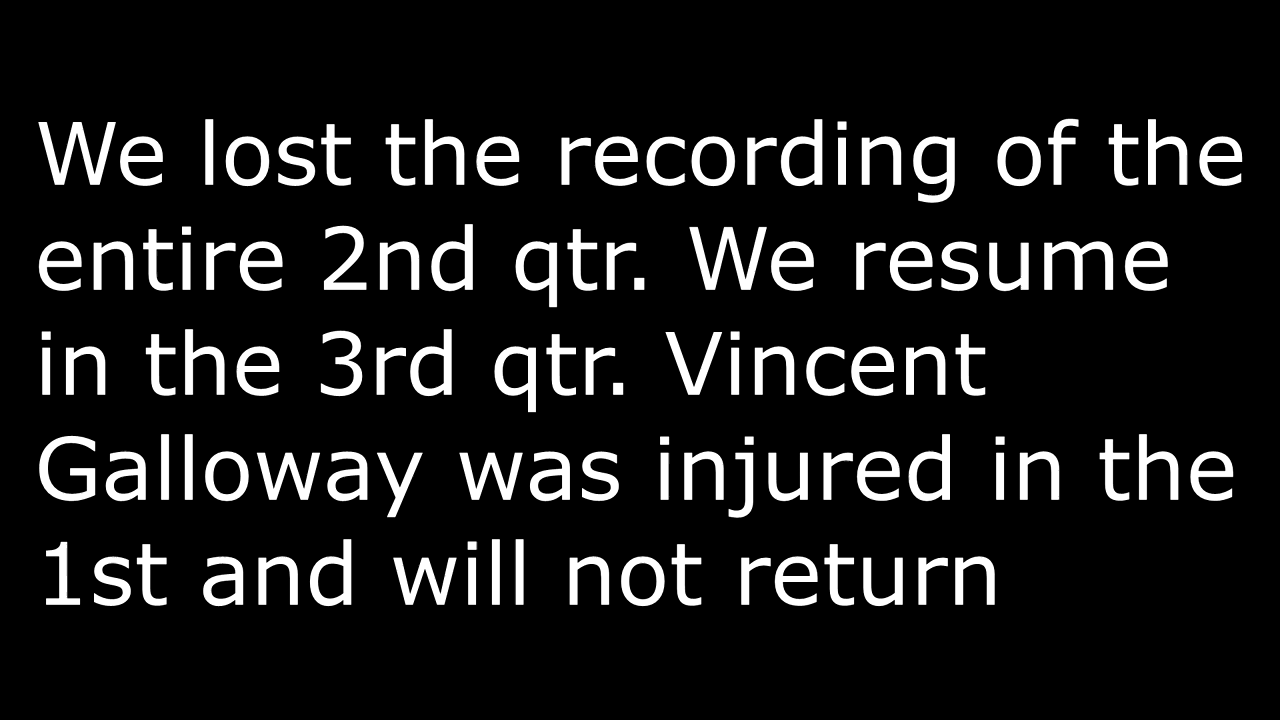 We lost the recording of the
entire 2nd qtr. We resume
in the 3rd qtr. Vincent
Galloway was injured in the
1st and will not return